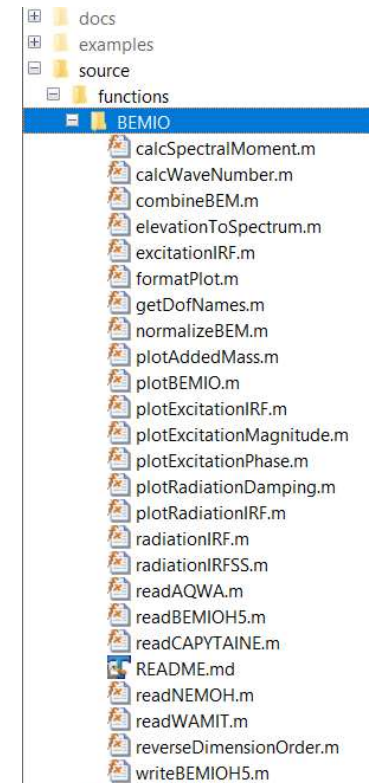 docs
examples
source
functions
BEMIO
calcSpectralMoment.m
calcWaveNumber.m
combineBEM.m
elevationToSpectrum.m
excitationIRF.m
formatPlot.m
getDofNames.m
normalizeBEM.m
plotAddedMass.m
plotBEMIO.m
plotExcitationIRF.m
plotExcitationMagnitude.m
plotExcitationPhase.m
plotRadiationDamping.m
plotRadiationIRF.m
radiationIRF.m
radiationIRFSS.m
readAQWA.m
readBEMIOH5.m
readCAPYTAINE.m
README.md
readNEMOH.m
readWAMIT.m
reverseDimensionOrder.m
writeBEMIOH5.m